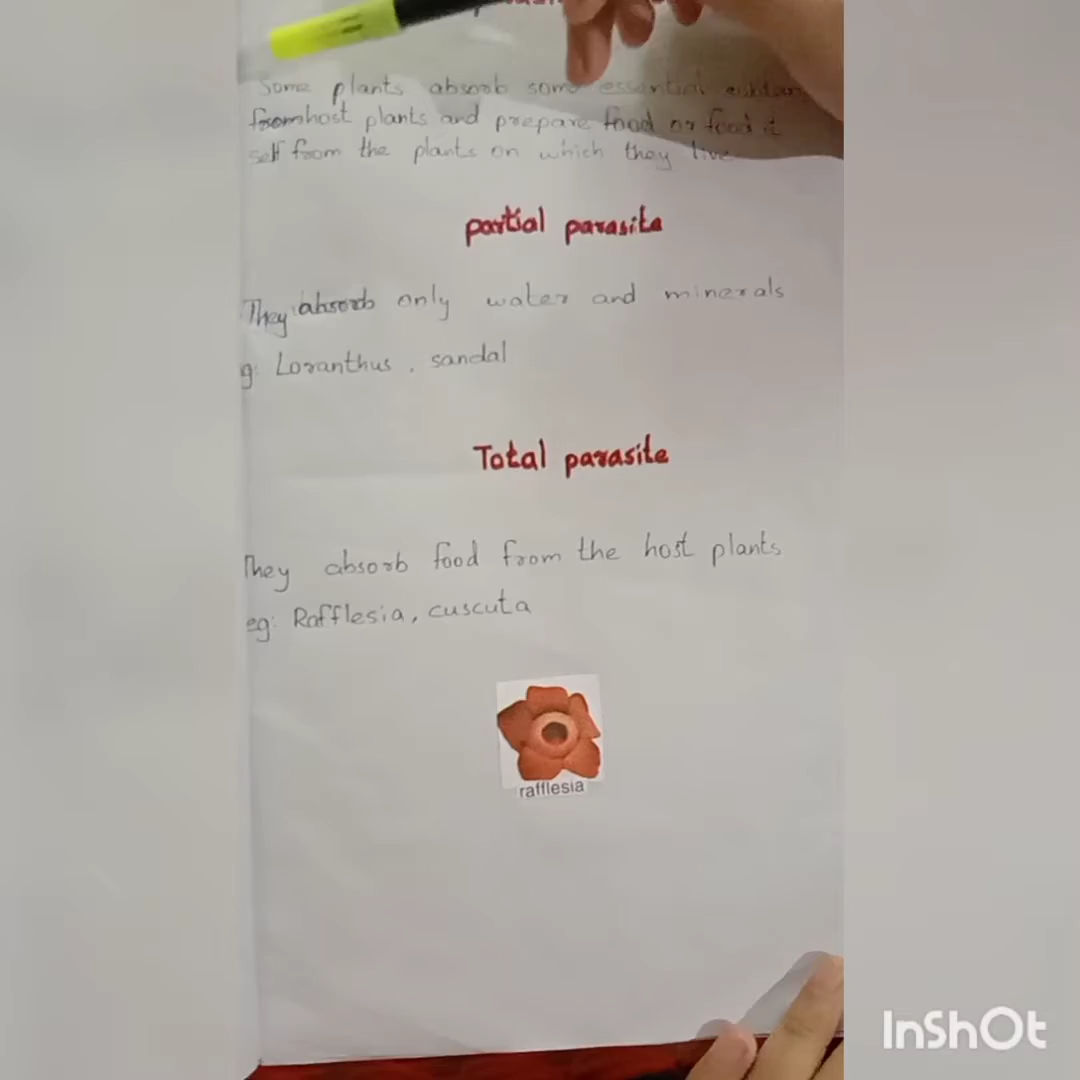 Some plants absorb some essential
from host plants and prepare food or food it
self from the plants on which they live
partial parasite
They absorb only water and minerals
g: Loranthus, sandal
Total parasite
They absorb food from the host plants
eg: Rafflesia, cuscuta
rafflesia
InShOt